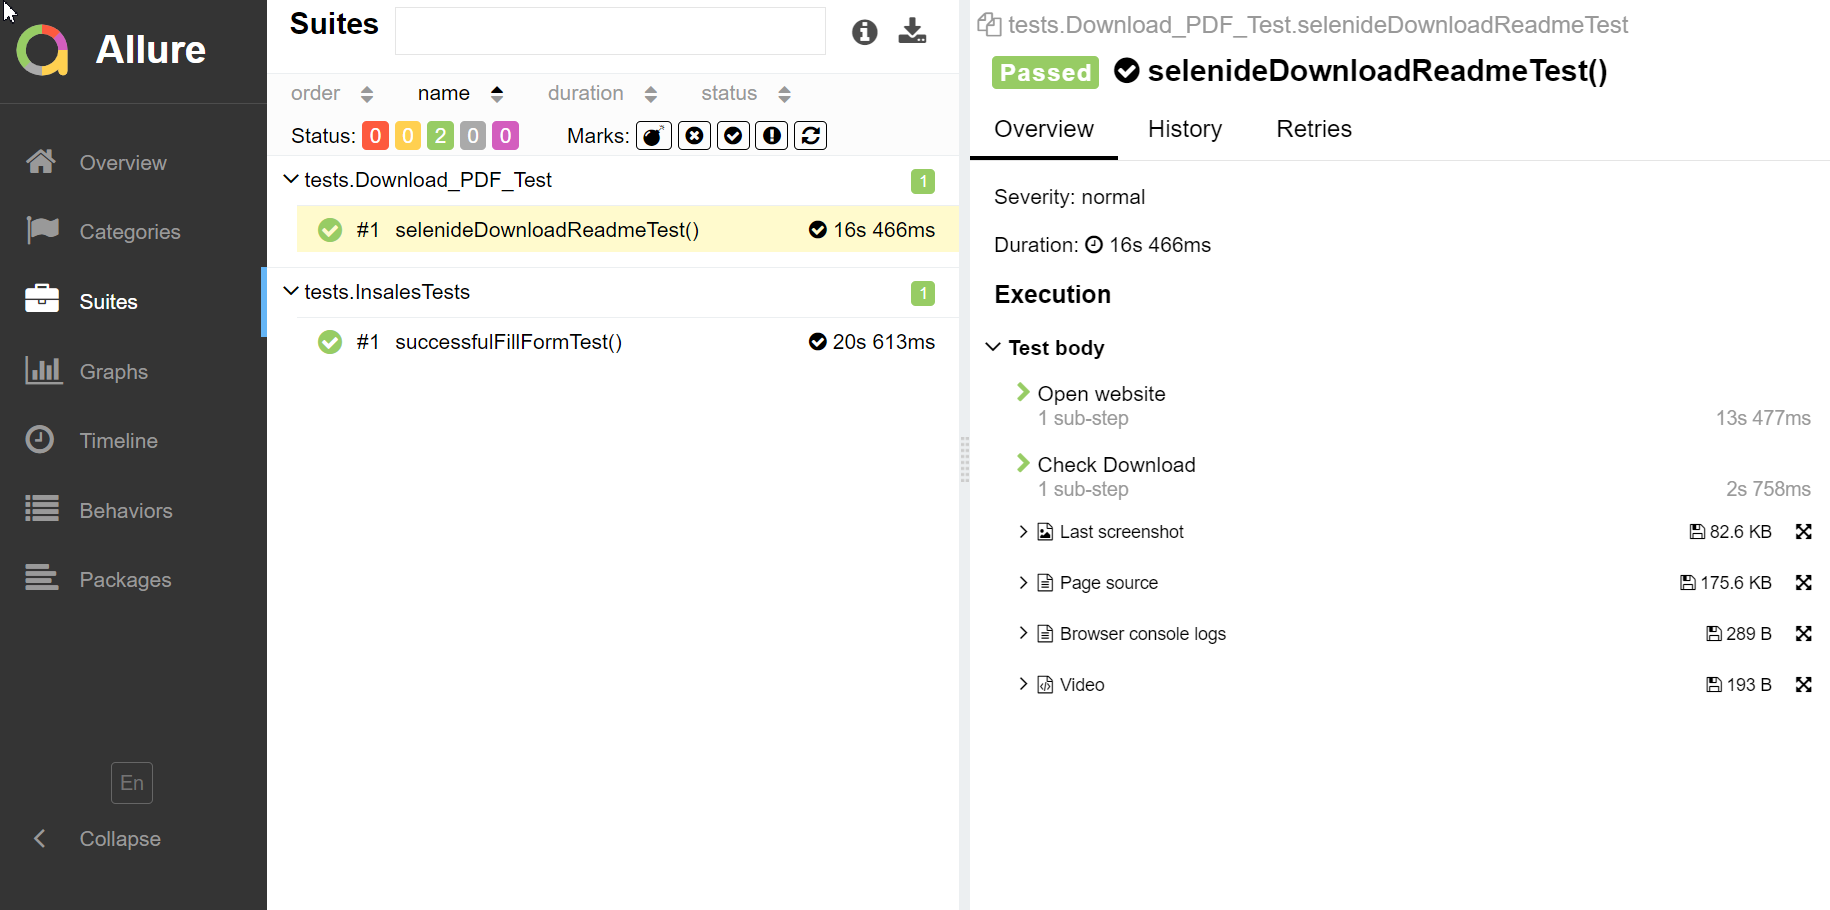 Allure
Overview
Categories
Suites
Graphs
Timeline
Behaviors
Packages
En
Collapse
Suites
order name duration status
Status: 0 0 2 0 0 Marks:
tests.Download_PDF_Test 1
#1 selenideDownloadReadmeTest() 16s 466ms
tests.InsalesTests 1
#1 successfulFillFormTest() 20s 613ms
tests.Download_PDF_Test.selenideDownloadReadmeTest
Passed selenideDownloadReadmeTest()
Overview History Retries
Severity: normal
Duration: 16s 466ms
Execution
Test body
Open website
1 sub-step 13s 477ms
Check Download
1 sub-step 2s 758ms
Last screenshot 82.6 KB
Page source 175.6 KB
Browser console logs 289 B
Video 193 B